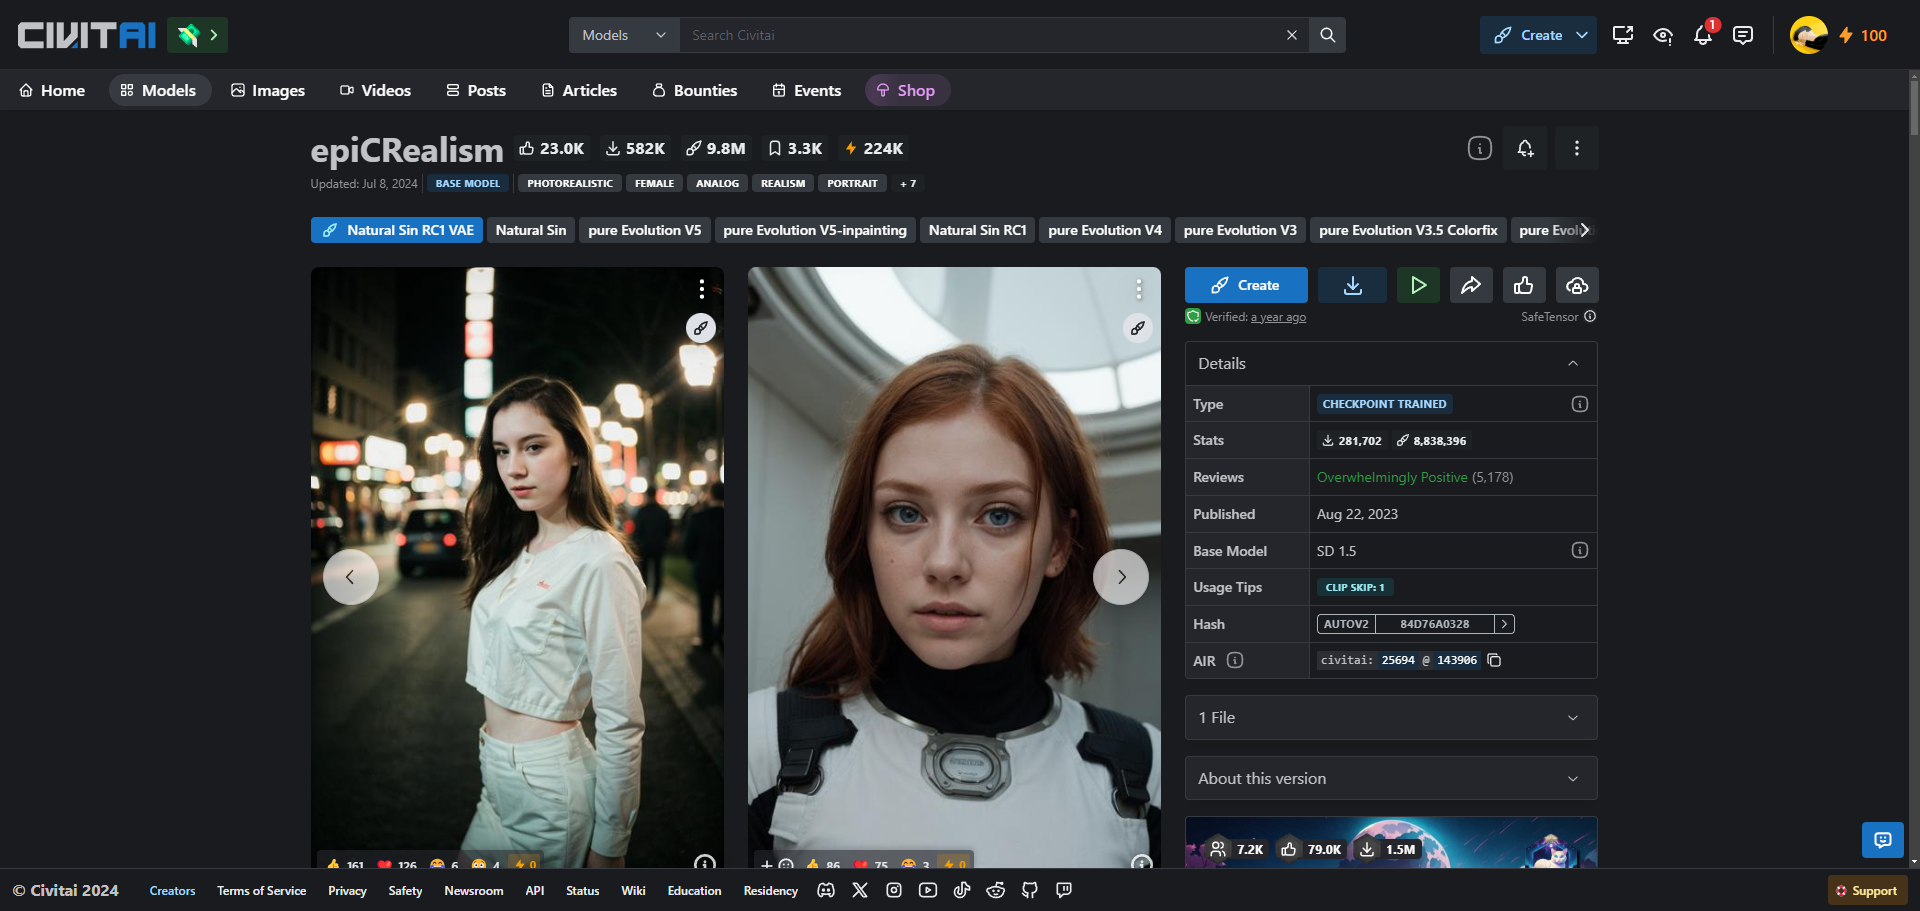 CIVITAI
Models
Search Civitai
Create
1
100
Home
Models
Images
Videos
Posts
Articles
Bounties
Events
Shop
epiCRealism
23.0K
582K
9.8M
3.3K
224K
Updated: Jul 8, 2024
BASE MODEL
PHOTOREALISTIC
FEMALE
ANALOG
REALISM
PORTRAIT
+ 7
Natural Sin RC1 VAE
Natural Sin
pure Evolution V5
pure Evolution V5-inpainting
Natural Sin RC1
pure Evolution V4
pure Evolution V3
pure Evolution V3.5 Colorfix
pure
Create
Verified: a year ago
SafeTensor
Details
Type
CHECKPOINT TRAINED
Stats
281,702
8,838,396
Reviews
Overwhelmingly Positive (5,178)
Published
Aug 22, 2023
Base Model
SD 1.5
Usage Tips
CLIP SKIP: 1
Hash
AUTOV2
84D76A0328
AIR
civitai: 25694 @ 143906
1 File
About this version
7.2K
79.0K
1.5M
161
126
6
4
0
86
75
3
0
© Civitai 2024
Creators
Terms of Service
Privacy
Safety
Newsroom
API
Status
Wiki
Education
Residency
Support